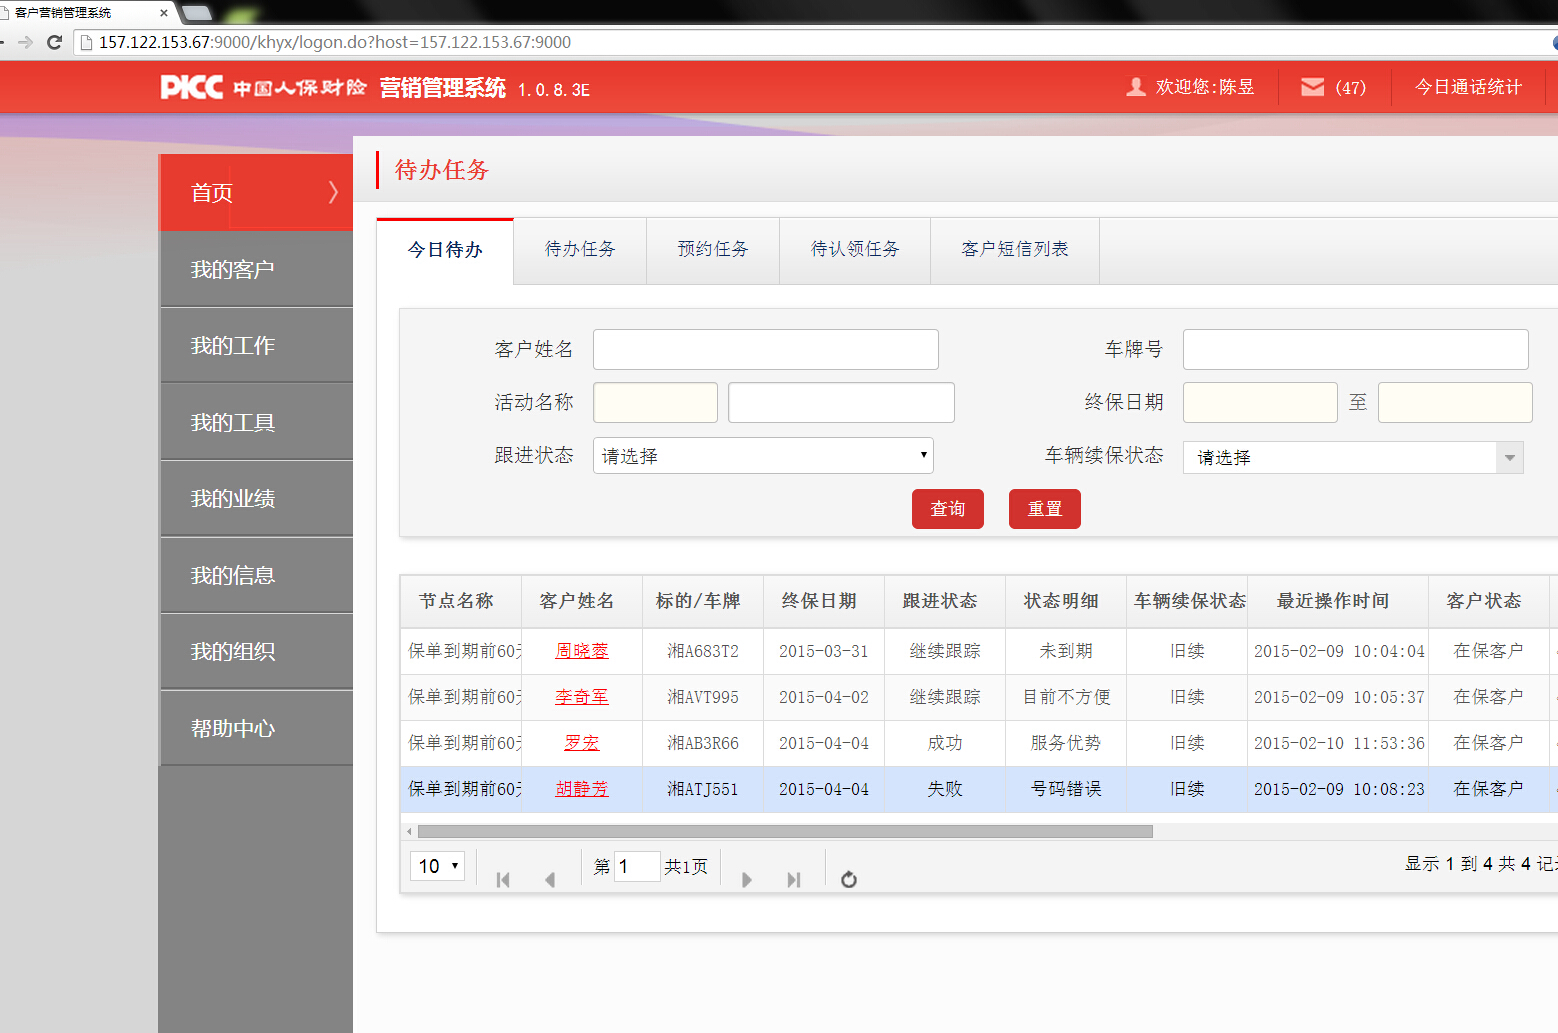 客户营销管理系统
157.122.153.67:9000/khyx/logon.do?host=157.122.153.67:9000
PICC 中国人保财险 营销管理系统 1.0.8.3E
欢迎您:陈昱 (47) 今日通话统计
首页
我的客户
我的工作
我的工具
我的业绩
我的信息
我的组织
帮助中心
待办任务
今日待办 待办任务 预约任务 待认领任务 客户短信列表
客户姓名 车牌号
活动名称 终保日期 至
跟进状态 请选择 车辆续保状态 请选择
查询 重置
节点名称 客户姓名 标的/车牌 终保日期 跟进状态 状态明细 车辆续保状态 最近操作时间 客户状态
保单到期前60天 周晓蓉 湘A683T2 2015-03-31 继续跟踪 未到期 旧续 2015-02-09 10:04:04 在保客户
保单到期前60天 李奇军 湘AVT995 2015-04-02 继续跟踪 目前不方便 旧续 2015-02-09 10:05:37 在保客户
保单到期前60天 罗宏 湘AB3R66 2015-04-04 成功 服务优势 旧续 2015-02-10 11:53:36 在保客户
保单到期前60天 胡静芳 湘ATJ551 2015-04-04 失败 号码错误 旧续 2015-02-09 10:08:23 在保客户
10 第 1 共1页 显示 1 到 4 共 4 记录